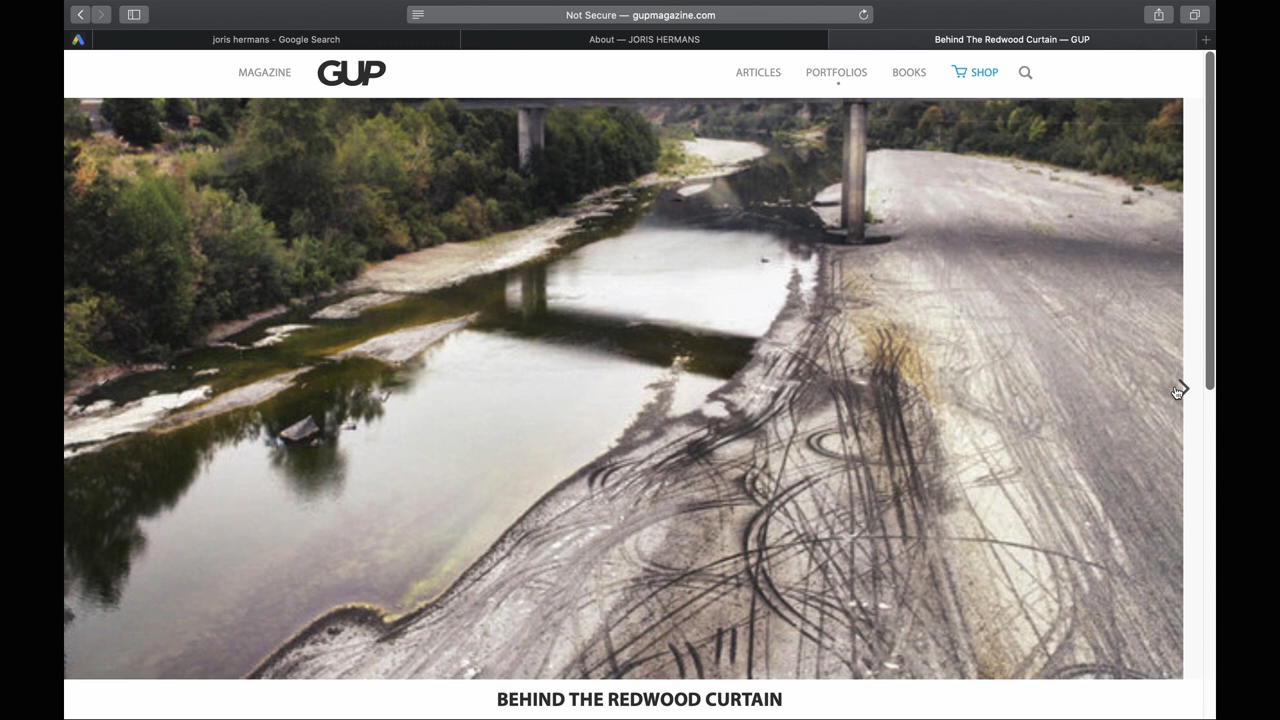 Not Secure — gupmagazine.com
joris hermans - Google Search
About — JORIS HERMANS
Behind The Redwood Curtain — GUP
MAGAZINE
GUP
ARTICLES
PORTFOLIOS
BOOKS
SHOP
BEHIND THE REDWOOD CURTAIN